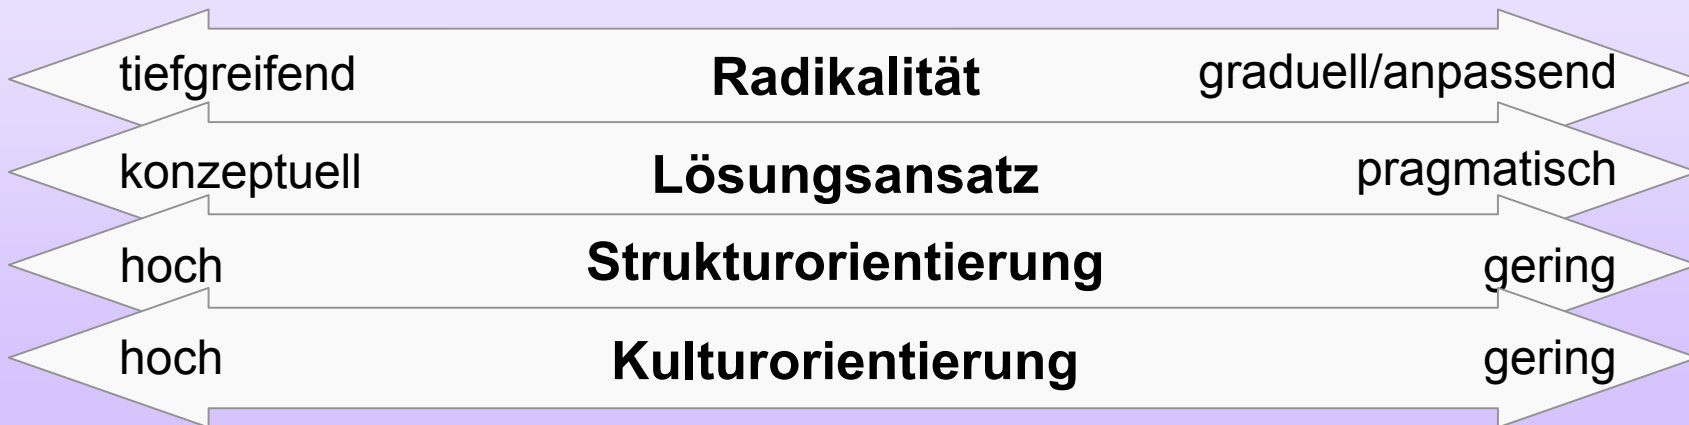 tiefgreifend Radikalität graduell/anpassend
konzeptuell Lösungsansatz pragmatisch
hoch Strukturorientierung gering
hoch Kulturorientierung gering